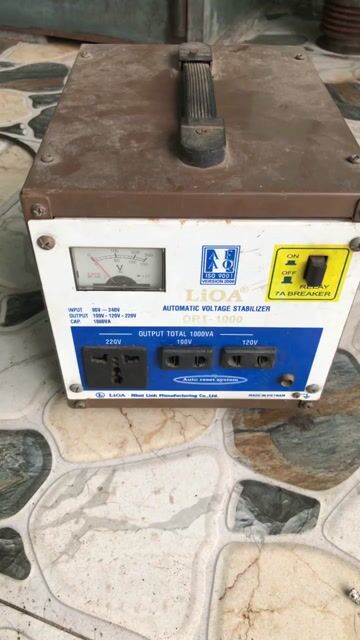 AFAQ
ISO 9001
VERSION 2000
LiOA
AUTOMATIC VOLTAGE STABILIZER
ON
OFF
RELAY
7A BREAKER
V
INPUT 90V - 240V
OUTPUT 100V - 120V - 220V
CAP. 1000VA
OUTPUT TOTAL 1000VA
220V 100V 120V
Auto reset system
LiOA Nhat Linh Manufacturing Co.,Ltd.
MADE IN VIETNAM